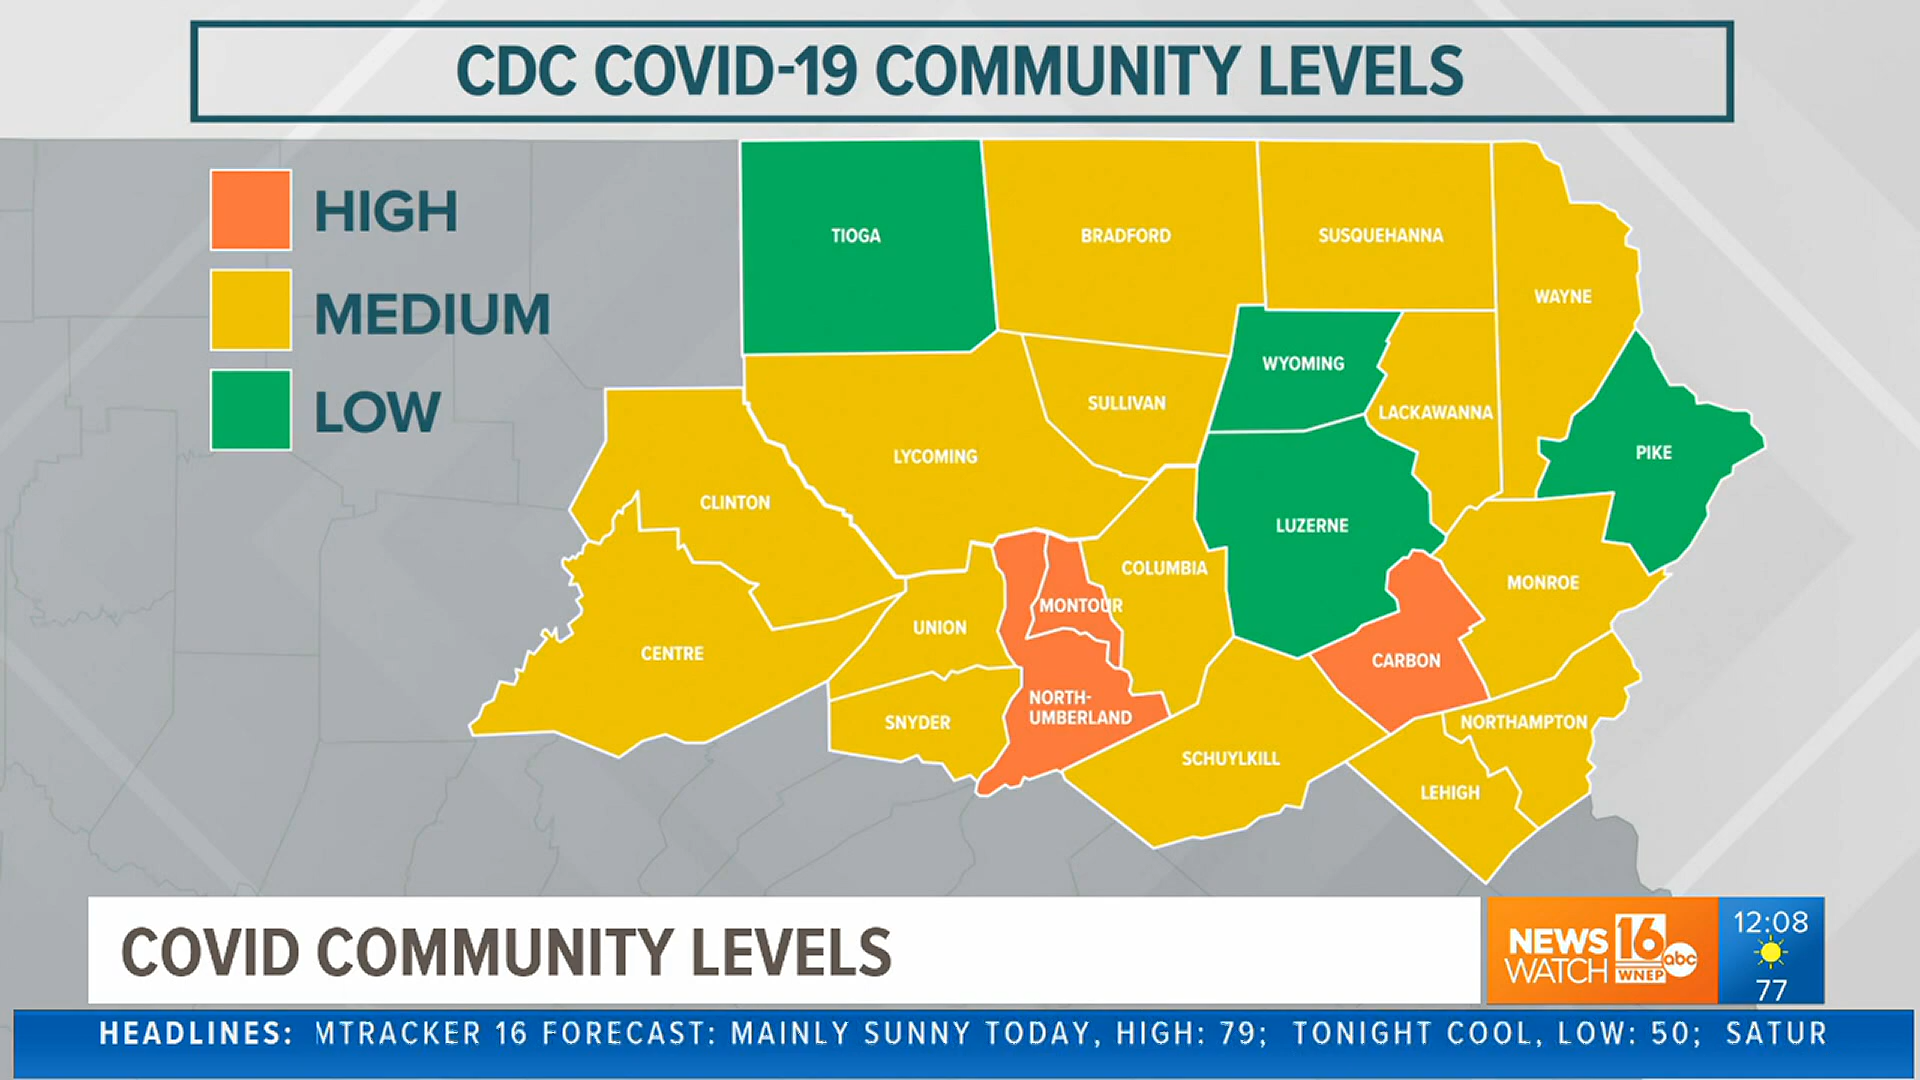 CDC COVID-19 COMMUNITY LEVELS
HIGH
MEDIUM
LOW
TIOGA
BRADFORD
SUSQUEHANNA
WAYNE
WYOMING
SULLIVAN
LACKAWANNA
PIKE
LYCOMING
CLINTON
LUZERNE
COLUMBIA
MONROE
MONTOUR
UNION
CENTRE
CARBON
NORTH-
UMBERLAND
SNYDER
NORTHAMPTON
SCHUYLKILL
LEHIGH
COVID COMMUNITY LEVELS
NEWS
WATCH
16
WNEP
abc
12:08
77
HEADLINES: MTRACKER 16 FORECAST: MAINLY SUNNY TODAY, HIGH: 79; TONIGHT COOL, LOW: 50; SATUR